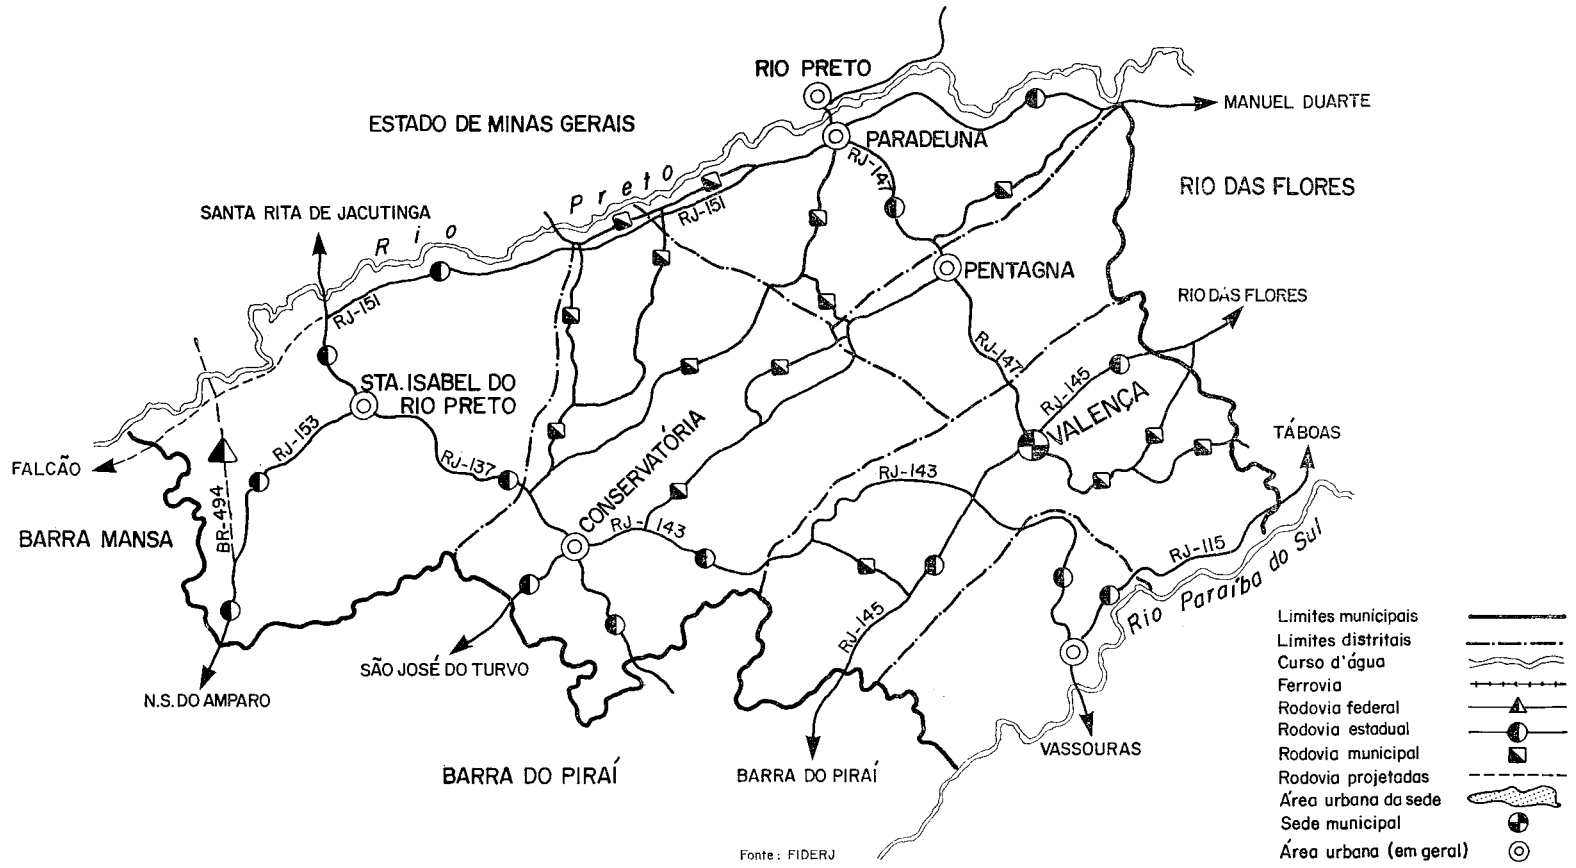 RIO PRETO
MANUEL DUARTE
ESTADO DE MINAS GERAIS
PARADEUNA
RJ-147
Preto
RIO DAS FLORES
SANTA RITA DE JACUTINGA
RJ-151
Rio
PENTAGNA
RIO DAS FLORES
RJ-151
RJ-147
STA. ISABEL DO
RIO PRETO
RJ-145
VALENÇA
CONSERVATÓRIA
RJ-153
TÁBOAS
FALCÃO
RJ-137
RJ-143
BR-494
RJ-143
BARRA MANSA
RJ-115
Rio Paraíba do Sul
RJ-145
SÃO JOSÉ DO TURVO
N.S. DO AMPARO
VASSOURAS
BARRA DO PIRAÍ
BARRA DO PIRAÍ
Limites municipais
Limites distritais
Curso d'água
Ferrovia
Rodovia federal
Rodovia estadual
Rodovia municipal
Rodovia projetadas
Área urbana da sede
Sede municipal
Área urbana (em geral)
Fonte: FIDERJ